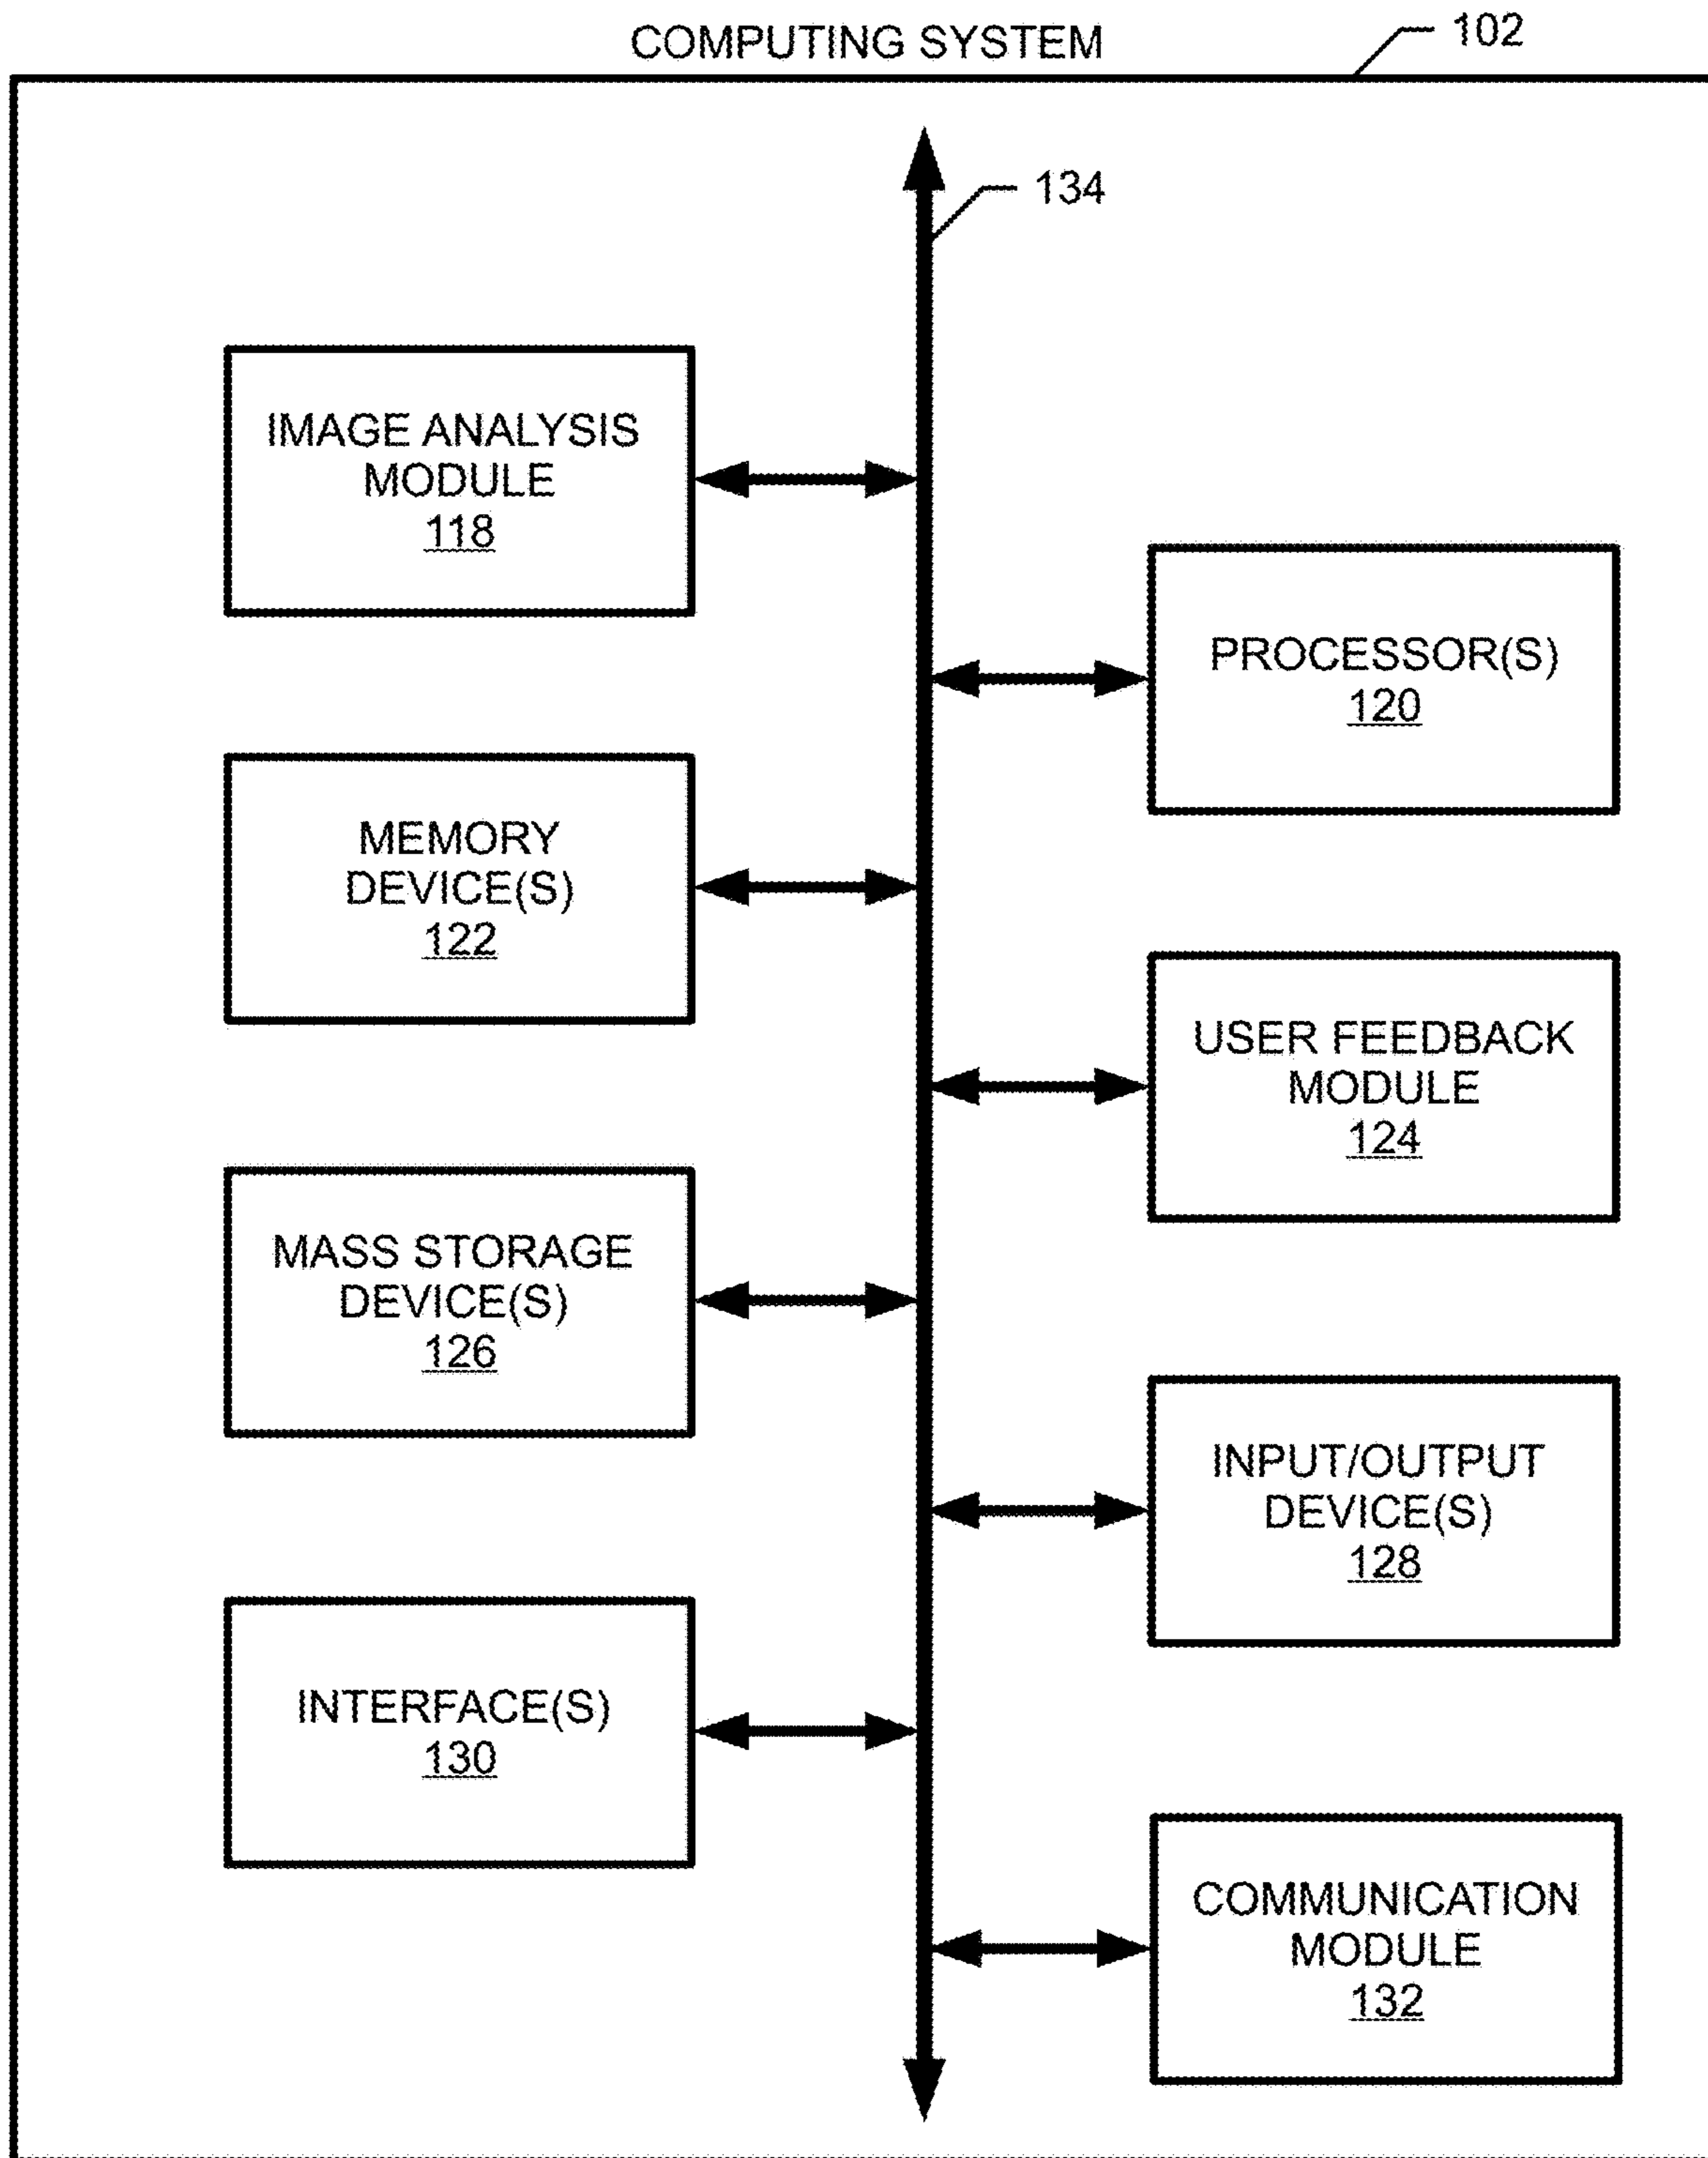 COMPUTING SYSTEM
102
134
IMAGE ANALYSIS
MODULE
118
PROCESSOR(S)
120
MEMORY
DEVICE(S)
122
USER FEEDBACK
MODULE
124
MASS STORAGE
DEVICE(S)
126
INPUT/OUTPUT
DEVICE(S)
128
INTERFACE(S)
130
COMMUNICATION
MODULE
132